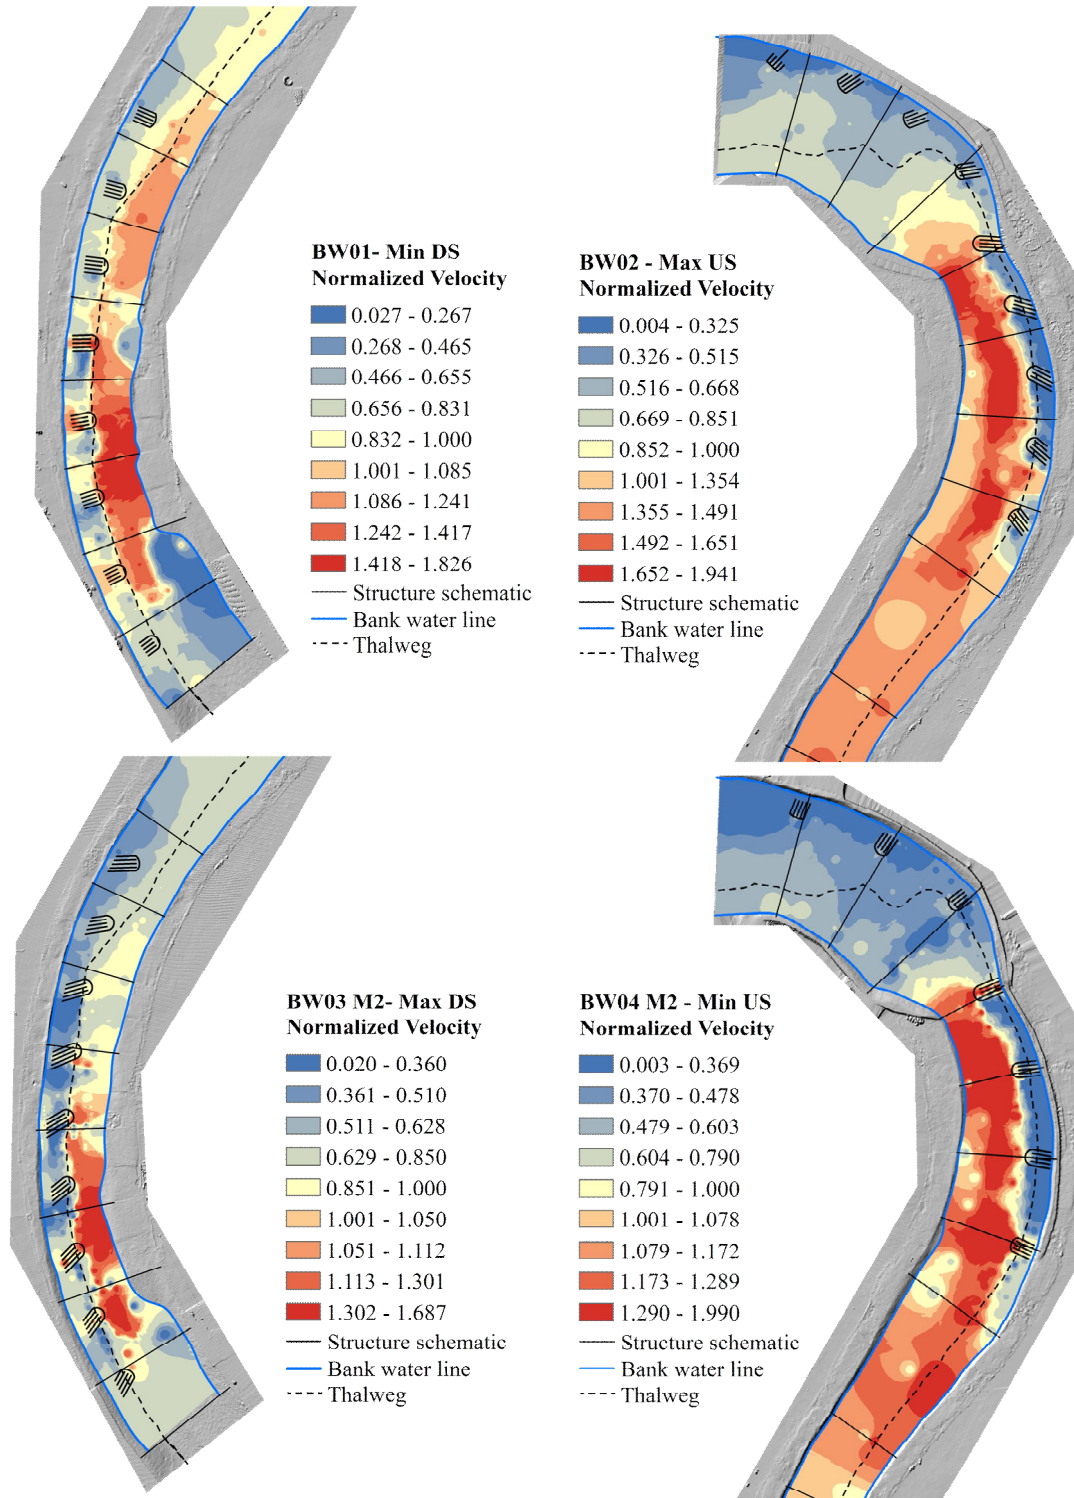 BW01- Min DS
Normalized Velocity
0.027 - 0.267
0.268 - 0.465
0.466 - 0.655
0.656 - 0.831
0.832 - 1.000
1.001 - 1.085
1.086 - 1.241
1.242 - 1.417
1.418 - 1.826
Structure schematic
Bank water line
Thalweg
BW02 - Max US
Normalized Velocity
0.004 - 0.325
0.326 - 0.515
0.516 - 0.668
0.669 - 0.851
0.852 - 1.000
1.001 - 1.354
1.355 - 1.491
1.492 - 1.651
1.652 - 1.941
Structure schematic
Bank water line
Thalweg
BW03 M2- Max DS
Normalized Velocity
0.020 - 0.360
0.361 - 0.510
0.511 - 0.628
0.629 - 0.850
0.851 - 1.000
1.001 - 1.050
1.051 - 1.112
1.113 - 1.301
1.302 - 1.687
Structure schematic
Bank water line
Thalweg
BW04 M2 - Min US
Normalized Velocity
0.003 - 0.369
0.370 - 0.478
0.479 - 0.603
0.604 - 0.790
0.791 - 1.000
1.001 - 1.078
1.079 - 1.172
1.173 - 1.289
1.290 - 1.990
Structure schematic
Bank water line
Thalweg